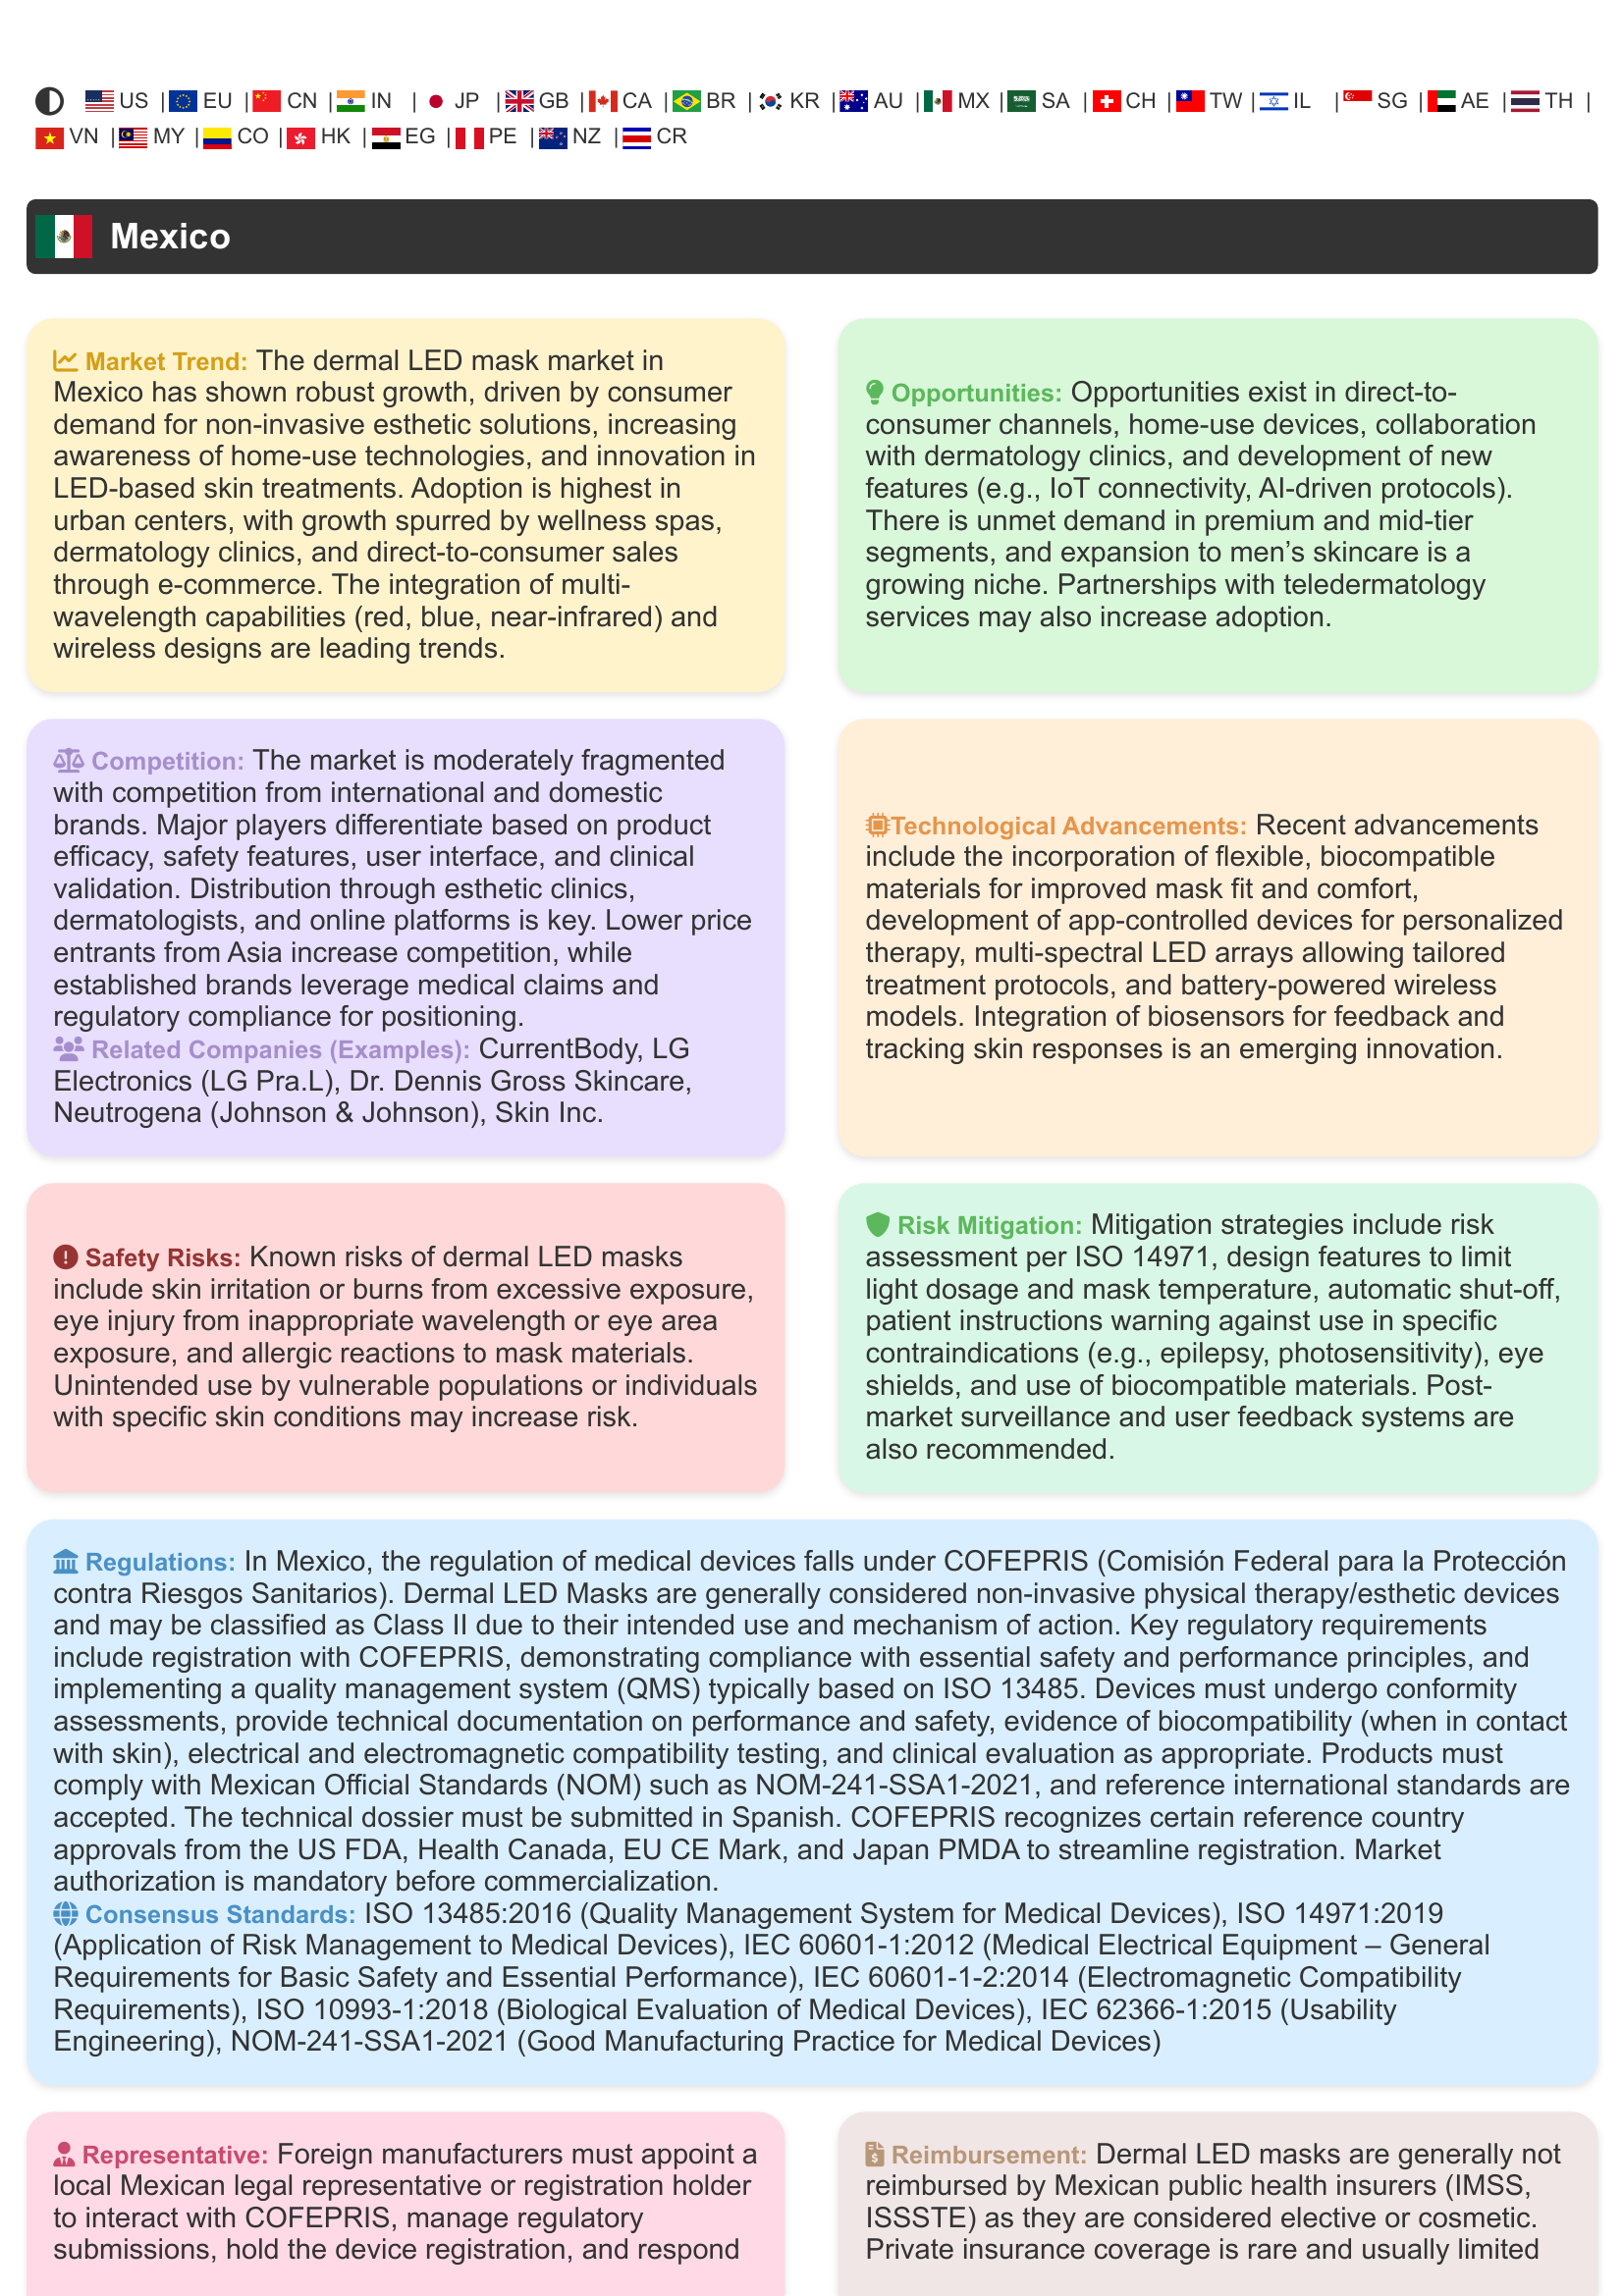 US | EU | CN | IN | JP | GB | CA | BR | KR | AU | MX | SA | CH | TW | IL | SG | AE | TH |
VN | MY | CO | HK | EG | PE | NZ | CR
Mexico
Market Trend: The dermal LED mask market in
Mexico has shown robust growth, driven by consumer
demand for non-invasive esthetic solutions, increasing
awareness of home-use technologies, and innovation in
LED-based skin treatments. Adoption is highest in
urban centers, with growth spurred by wellness spas,
dermatology clinics, and direct-to-consumer sales
through e-commerce. The integration of multi-
wavelength capabilities (red, blue, near-infrared) and
wireless designs are leading trends.
Opportunities: Opportunities exist in direct-to-
consumer channels, home-use devices, collaboration
with dermatology clinics, and development of new
features (e.g., IoT connectivity, AI-driven protocols).
There is unmet demand in premium and mid-tier
segments, and expansion to men's skincare is a
growing niche. Partnerships with teledermatology
services may also increase adoption.
Competition: The market is moderately fragmented
with competition from international and domestic
brands. Major players differentiate based on product
efficacy, safety features, user interface, and clinical
validation. Distribution through esthetic clinics,
dermatologists, and online platforms is key. Lower price
entrants from Asia increase competition, while
established brands leverage medical claims and
regulatory compliance for positioning.
Related Companies (Examples): CurrentBody, LG
Electronics (LG Pra.L), Dr. Dennis Gross Skincare,
Neutrogena (Johnson & Johnson), Skin Inc.
Technological Advancements: Recent advancements
include the incorporation of flexible, biocompatible
materials for improved mask fit and comfort,
development of app-controlled devices for personalized
therapy, multi-spectral LED arrays allowing tailored
treatment protocols, and battery-powered wireless
models. Integration of biosensors for feedback and
tracking skin responses is an emerging innovation.
Safety Risks: Known risks of dermal LED masks
include skin irritation or burns from excessive exposure,
eye injury from inappropriate wavelength or eye area
exposure, and allergic reactions to mask materials.
Unintended use by vulnerable populations or individuals
with specific skin conditions may increase risk.
Risk Mitigation: Mitigation strategies include risk
assessment per ISO 14971, design features to limit
light dosage and mask temperature, automatic shut-off,
patient instructions warning against use in specific
contraindications (e.g., epilepsy, photosensitivity), eye
shields, and use of biocompatible materials. Post-
market surveillance and user feedback systems are
also recommended.
Regulations: In Mexico, the regulation of medical devices falls under COFEPRIS (Comisión Federal para la Protección
contra Riesgos Sanitarios). Dermal LED Masks are generally considered non-invasive physical therapy/esthetic devices
and may be classified as Class II due to their intended use and mechanism of action. Key regulatory requirements
include registration with COFEPRIS, demonstrating compliance with essential safety and performance principles, and
implementing a quality management system (QMS) typically based on ISO 13485. Devices must undergo conformity
assessments, provide technical documentation on performance and safety, evidence of biocompatibility (when in contact
with skin), electrical and electromagnetic compatibility testing, and clinical evaluation as appropriate. Products must
comply with Mexican Official Standards (NOM) such as NOM-241-SSA1-2021, and reference international standards are
accepted. The technical dossier must be submitted in Spanish. COFEPRIS recognizes certain reference country
approvals from the US FDA, Health Canada, EU CE Mark, and Japan PMDA to streamline registration. Market
authorization is mandatory before commercialization.
Consensus Standards: ISO 13485:2016 (Quality Management System for Medical Devices), ISO 14971:2019
(Application of Risk Management to Medical Devices), IEC 60601-1:2012 (Medical Electrical Equipment – General
Requirements for Basic Safety and Essential Performance), IEC 60601-1-2:2014 (Electromagnetic Compatibility
Requirements), ISO 10993-1:2018 (Biological Evaluation of Medical Devices), IEC 62366-1:2015 (Usability
Engineering), NOM-241-SSA1-2021 (Good Manufacturing Practice for Medical Devices)
Representative: Foreign manufacturers must appoint a
local Mexican legal representative or registration holder
to interact with COFEPRIS, manage regulatory
submissions, hold the device registration, and respond
Reimbursement: Dermal LED masks are generally not
reimbursed by Mexican public health insurers (IMSS,
ISSSTE) as they are considered elective or cosmetic.
Private insurance coverage is rare and usually limited